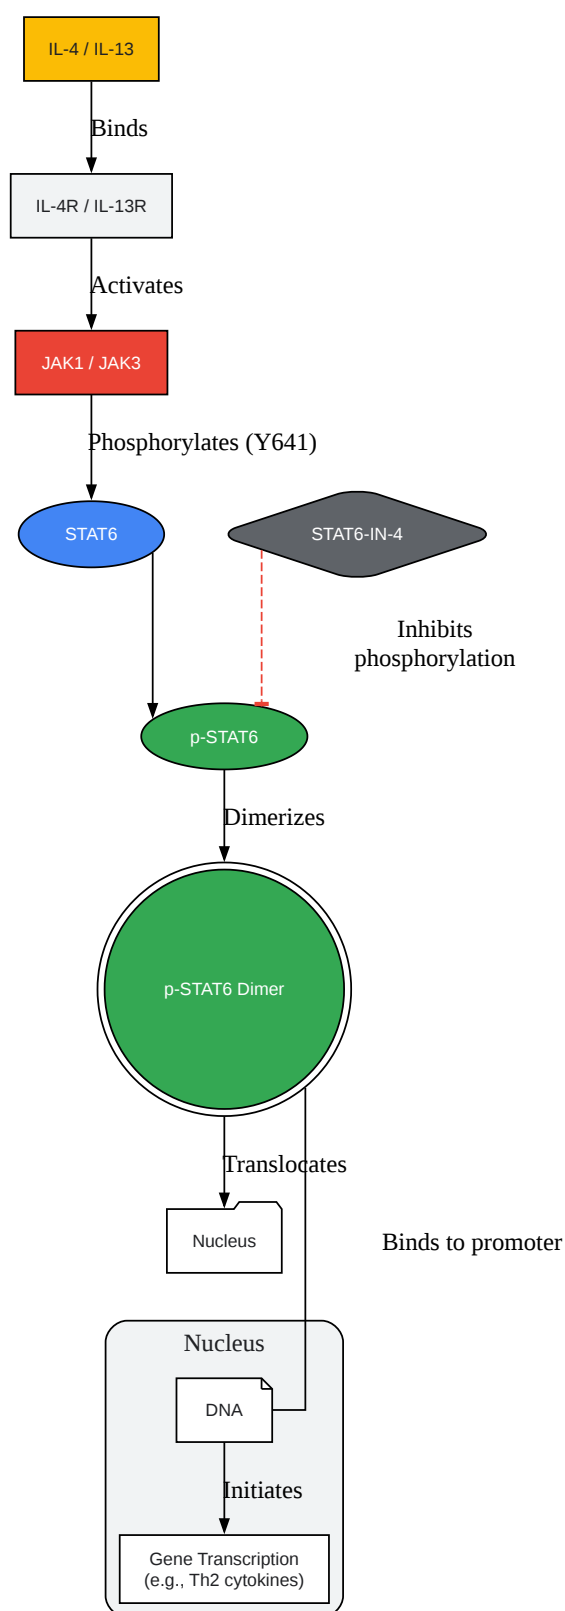 IL-4 / IL-13
Binds
IL-4R / IL-13R
Activates
JAK1 / JAK3
Phosphorylates (Y641)
STAT6
STAT6-IN-4
Inhibits
phosphorylation
p-STAT6
Dimerizes
p-STAT6 Dimer
Translocates
Nucleus
Binds to promoter
Nucleus
DNA
Initiates
Gene Transcription
(e.g., Th2 cytokines)